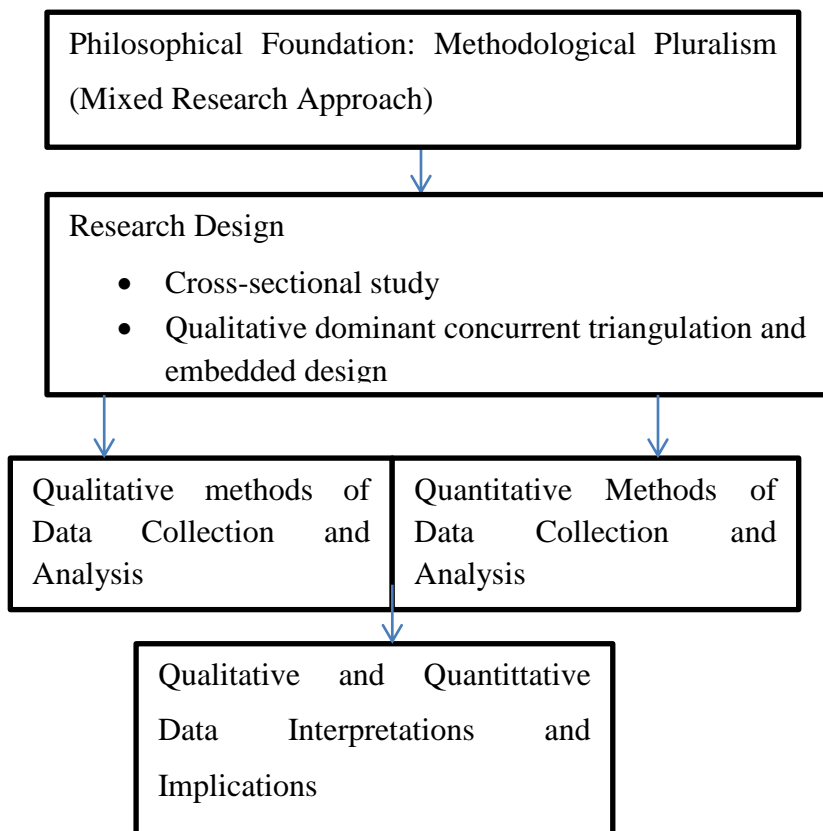 Philosophical Foundation: Methodological Pluralism
(Mixed Research Approach)
Research Design
• Cross-sectional study
• Qualitative dominant concurrent triangulation and
embedded design
Qualitative methods of
Data Collection and
Analysis
Quantitative Methods of
Data Collection and
Analysis
Qualitative and Quantittative
Data Interpretations and
Implications